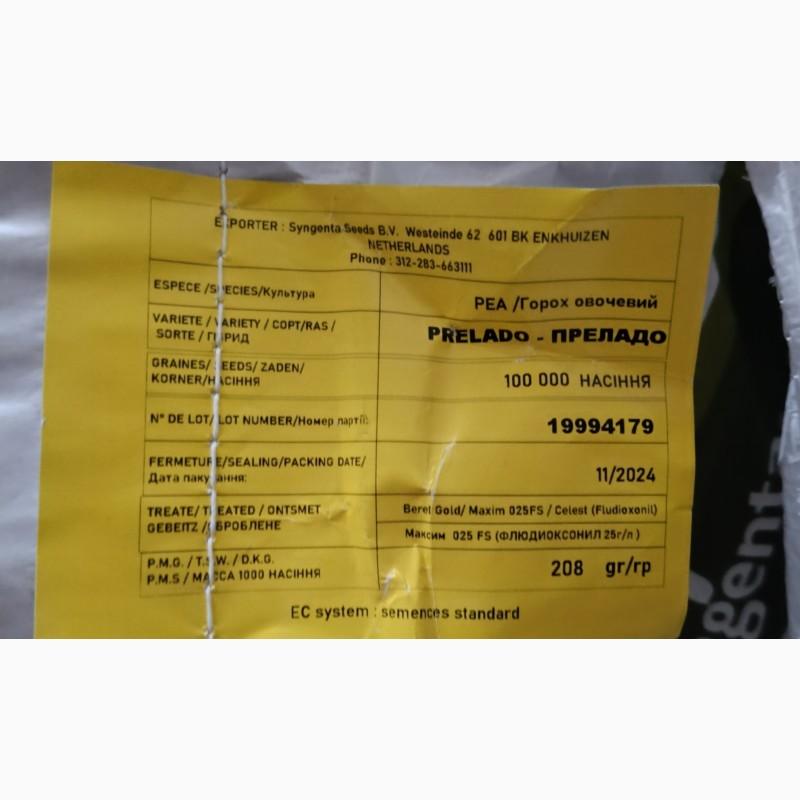 EXPORTER : Syngenta Seeds B.V. Westeinde 62 601 BK ENKHUIZEN
NETHERLANDS
Phone : 312-283-663111
ESPECE /SPECIES/Культура
PEA /Горох овочевий
VARIETE / VARIETY / COPT/RAS /
SORTE / ГІБРИД
PRELADO - ПРЕЛАДО
GRAINES/ SEEDS/ ZADEN/
KORNER/НАСІННЯ
100 000 НАСІННЯ
N° DE LOT/ LOT NUMBER/Номер партії:
19994179
FERMETURE/SEALING/PACKING DATE/
Дата пакування:
11/2024
TREATE/ TREATED / ONTSMET
GEBEITZ /ОБРОБЛЕНЕ
Beret Gold/ Maxim 025FS / Celest (Fludioxonil)
Максим 025 FS (ФЛЮДИОКСОНИЛ 25г/л )
P.M.G. / T.S.W. / D.K.G.
P.M.S / МАССА 1000 НАСІННЯ
208 gr/гр
EC system : semences standard